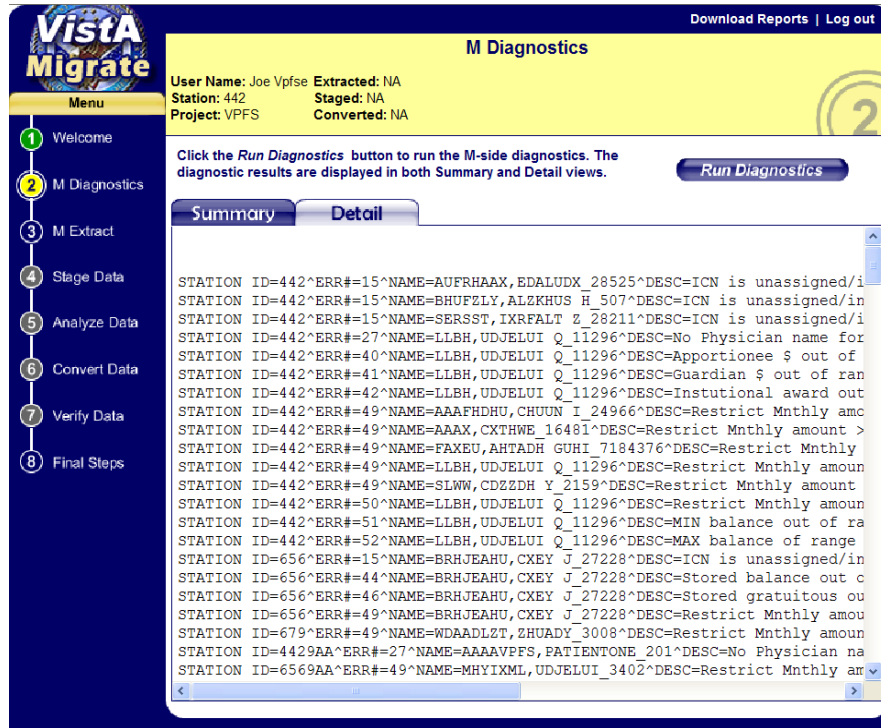 VistA
Migrate
Download Reports | Log out
M Diagnostics
User Name: Joe Vpfse Extracted: NA
Station: 442 Staged: NA
Project: VPFS Converted: NA
2
Menu
1 Welcome
2 M Diagnostics
3 M Extract
4 Stage Data
5 Analyze Data
6 Convert Data
7 Verify Data
8 Final Steps
Click the Run Diagnostics button to run the M-side diagnostics. The
diagnostic results are displayed in both Summary and Detail views.
Run Diagnostics
Summary Detail
STATION ID=442^ERR#=15^NAME=AUFRHAAX,EDALUDX_28525^DESC=ICN is unassigned/i
STATION ID=442^ERR#=15^NAME=BHUFZLY,ALZKHUS H_507^DESC=ICN is unassigned/in
STATION ID=442^ERR#=15^NAME=SERSST,IXRFALT Z_28211^DESC=ICN is unassigned/i
STATION ID=442^ERR#=27^NAME=LLBH,UDJELUI Q_11296^DESC=No Physician name for
STATION ID=442^ERR#=40^NAME=LLBH,UDJELUI Q_11296^DESC=Apportionee $ out of
STATION ID=442^ERR#=41^NAME=LLBH,UDJELUI Q_11296^DESC=Guardian $ out of ran
STATION ID=442^ERR#=42^NAME=LLBH,UDJELUI Q_11296^DESC=Instutional award out
STATION ID=442^ERR#=49^NAME=AAAFHDHU,CHUUN I_24966^DESC=Restrict Mnthly amo
STATION ID=442^ERR#=49^NAME=AAAX,CXTHWE_16481^DESC=Restrict Mnthly amount >
STATION ID=442^ERR#=49^NAME=FAXEU,AHTADH GUHI_7184376^DESC=Restrict Mnthly
STATION ID=442^ERR#=49^NAME=LLBH,UDJELUI Q_11296^DESC=Restrict Mnthly amoun
STATION ID=442^ERR#=49^NAME=SLWW,CDZZDH Y_2159^DESC=Restrict Mnthly amount
STATION ID=442^ERR#=50^NAME=LLBH,UDJELUI Q_11296^DESC=Restrict Mnthly amoun
STATION ID=442^ERR#=51^NAME=LLBH,UDJELUI Q_11296^DESC=MIN balance out of ra
STATION ID=442^ERR#=52^NAME=LLBH,UDJELUI Q_11296^DESC=MAX balance of range
STATION ID=656^ERR#=15^NAME=BRHJEAHU,CXEY J_27228^DESC=ICN is unassigned/in
STATION ID=656^ERR#=44^NAME=BRHJEAHU,CXEY J_27228^DESC=Stored balance out o
STATION ID=656^ERR#=46^NAME=BRHJEAHU,CXEY J_27228^DESC=Stored gratuitous ou
STATION ID=656^ERR#=49^NAME=BRHJEAHU,CXEY J_27228^DESC=Restrict Mnthly amou
STATION ID=679^ERR#=49^NAME=WDAADLZT,ZHUADY_3008^DESC=Restrict Mnthly amoun
STATION ID=4429AA^ERR#=27^NAME=AAAAVPFS,PATIENTONE_201^DESC=No Physician na
STATION ID=6569AA^ERR#=49^NAME=MHYIXML,UDJELUI_3402^DESC=Restrict Mnthly am